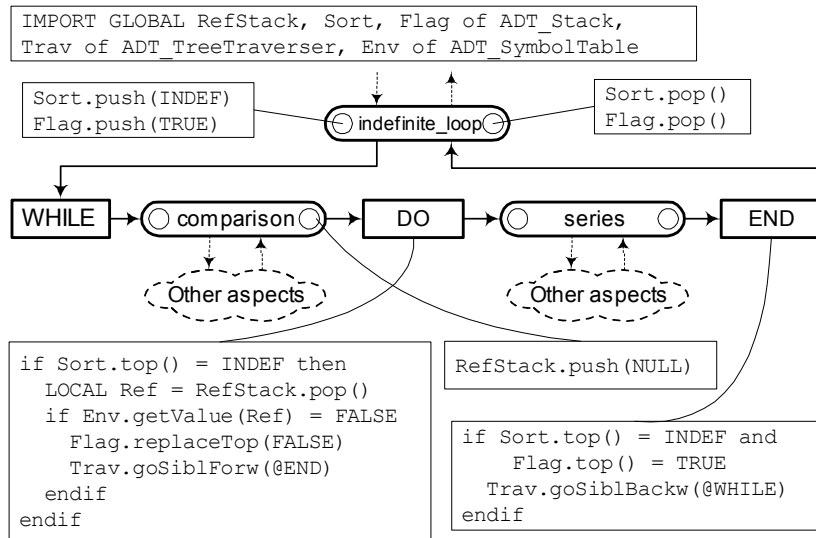 IMPORT GLOBAL RefStack, Sort, Flag of ADT_Stack,
Trav of ADT_TreeTraverser, Env of ADT_SymbolTable
Sort.push(INDEF)
Flag.push(TRUE)
indefinite_loop
Sort.pop()
Flag.pop()
WHILE
comparison
DO
series
END
Other aspects
Other aspects
if Sort.top() = INDEF then
LOCAL Ref = RefStack.pop()
if Env.getValue(Ref) = FALSE
Flag.replaceTop(FALSE)
Trav.goSiblForw(@END)
endif
endif
RefStack.push(NULL)
if Sort.top() = INDEF and
Flag.top() = TRUE
Trav.goSiblBackw(@WHILE)
endif